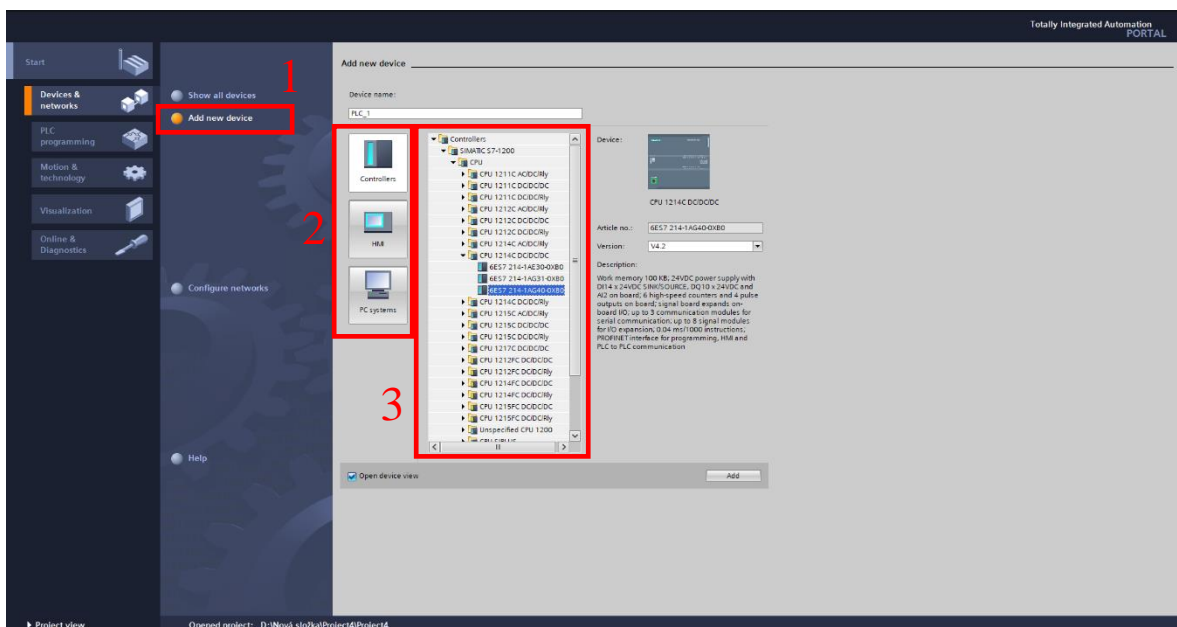 Totally Integrated Automation
PORTAL
Start
Devices &
networks
PLC
programming
Motion &
technology
Visualization
Online &
Diagnostics
Project view
1
Show all devices
Add new device
Configure networks
Help
Add new device
Device name:
PLC_1
2
Controllers
HMI
PC systems
3
Controllers
SIMATIC S7-1200
CPU
CPU 1211C AC/DC/Rly
CPU 1211C DC/DC/DC
CPU 1211C DC/DC/Rly
CPU 1212C AC/DC/Rly
CPU 1212C DC/DC/DC
CPU 1212C DC/DC/Rly
CPU 1214C AC/DC/Rly
CPU 1214C DC/DC/DC
6ES7 214-1AE30-0XB0
6ES7 214-1AG31-0XB0
6ES7 214-1AG40-0XB0
CPU 1214C DC/DC/Rly
CPU 1215C AC/DC/Rly
CPU 1215C DC/DC/DC
CPU 1215C DC/DC/Rly
CPU 1217C DC/DC/DC
CPU 1212FC DC/DC/DC
CPU 1212FC DC/DC/Rly
CPU 1214FC DC/DC/DC
CPU 1214FC DC/DC/Rly
CPU 1215FC DC/DC/DC
CPU 1215FC DC/DC/Rly
Unspecified CPU 1200
CPU SIPLUS
Device:
CPU 1214C DC/DC/DC
Article no.: 6ES7 214-1AG40-0XB0
Version: V4.2
Description:
Work memory 100 KB; 24VDC power supply with
DI14 x 24VDC SINK/SOURCE, DQ10 x 24VDC and
AI2 on board; 6 high-speed counters and 4 pulse
outputs on board; signal board expands on-
board I/O; up to 3 communication modules for
serial communication; up to 8 signal modules
for I/O expansion; 0.04 ms/1000 instructions;
PROFINET interface for programming, HMI and
PLC to PLC communication
Open device view
Add
Opened project: D:\Nová složka\Project4\Project4